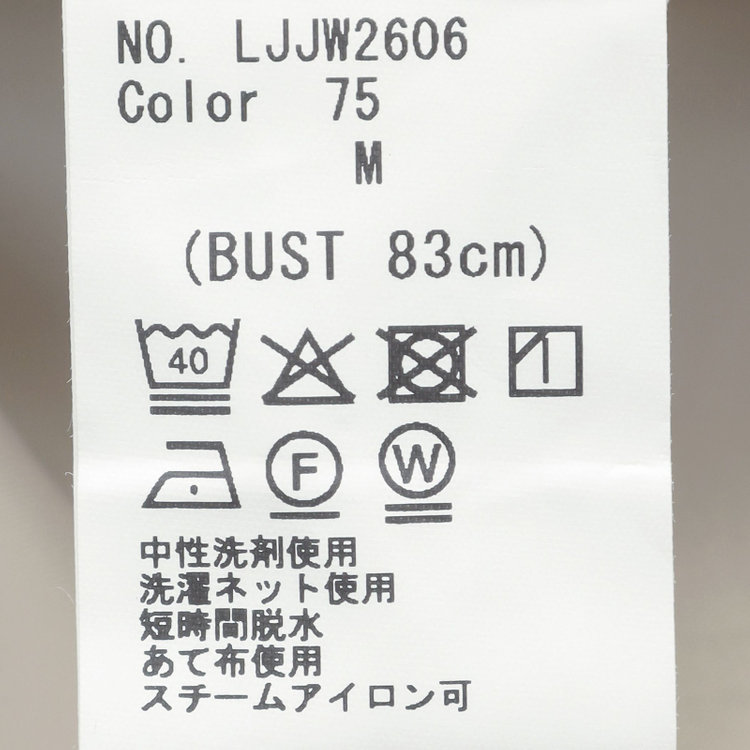 NO. LJJW2606
Color 75
M
(BUST 83cm)
40
F W
中性洗剤使用
洗濯ネット使用
短時間脱水
あて布使用
スチームアイロン可